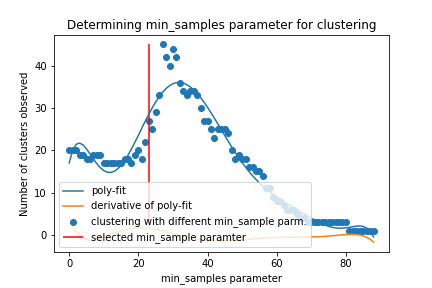 Determining min_samples parameter for clustering
Number of clusters observed
40
30
20
10
0
poly-fit
derivative of poly-fit
clustering with different min_sample parm.
selected min_sample paramter
0 20 40 60 80
min_samples parameter